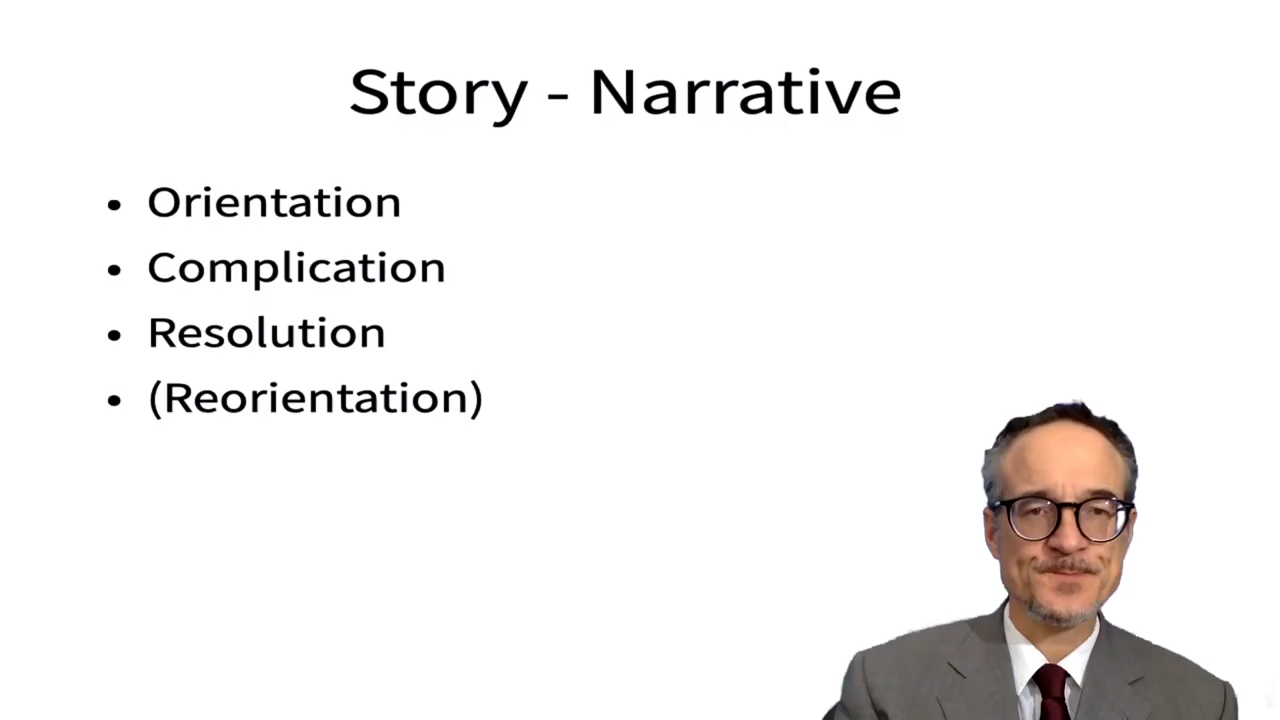 Story - Narrative
• Orientation
• Complication
• Resolution
• (Reorientation)